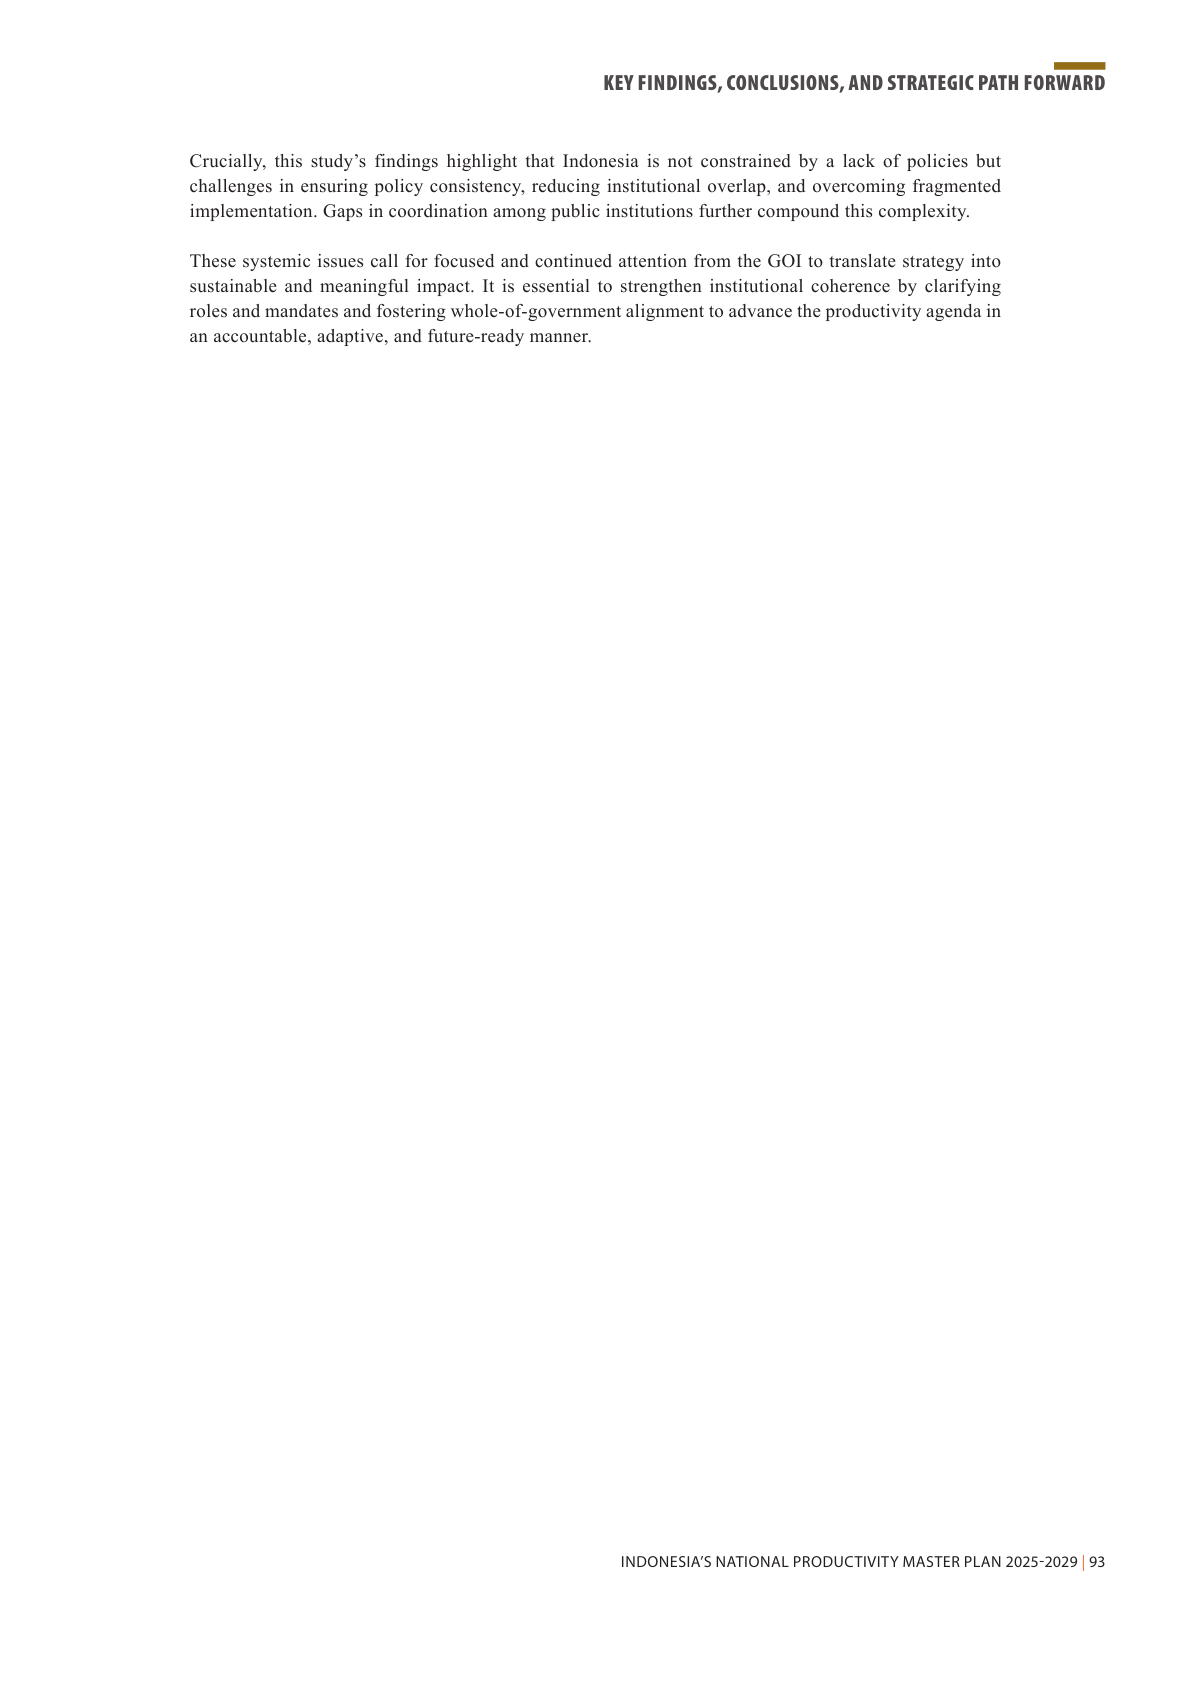 KEY FINDINGS, CONCLUSIONS, AND STRATEGIC PATH FORWARD
Crucially, this study’s findings highlight that Indonesia is not constrained by a lack of policies but
challenges in ensuring policy consistency, reducing institutional overlap, and overcoming fragmented
implementation. Gaps in coordination among public institutions further compound this complexity.
These systemic issues call for focused and continued attention from the GOI to translate strategy into
sustainable and meaningful impact. It is essential to strengthen institutional coherence by clarifying
roles and mandates and fostering whole-of-government alignment to advance the productivity agenda in
an accountable, adaptive, and future-ready manner.
INDONESIA’S NATIONAL PRODUCTIVITY MASTER PLAN 2025-2029 | 93